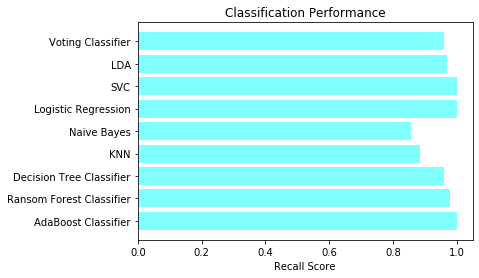 Classification Performance
Voting Classifier
LDA
SVC
Logistic Regression
Naive Bayes
KNN
Decision Tree Classifier
Ransom Forest Classifier
AdaBoost Classifier
0.0 0.2 0.4 0.6 0.8 1.0
Recall Score